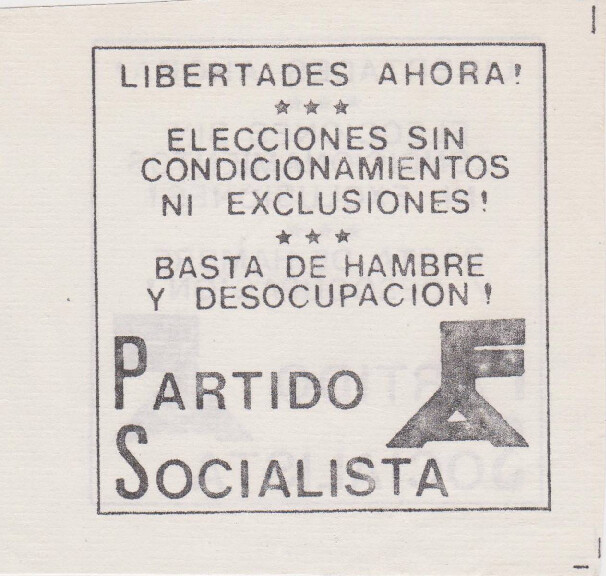 LIBERTADES AHORA!
★ ★ ★
ELECCIONES SIN
CONDICIONAMIENTOS
NI EXCLUSIONES!
★ ★ ★
BASTA DE HAMBRE
Y DESOCUPACION!
PARTIDO
SOCIALISTA